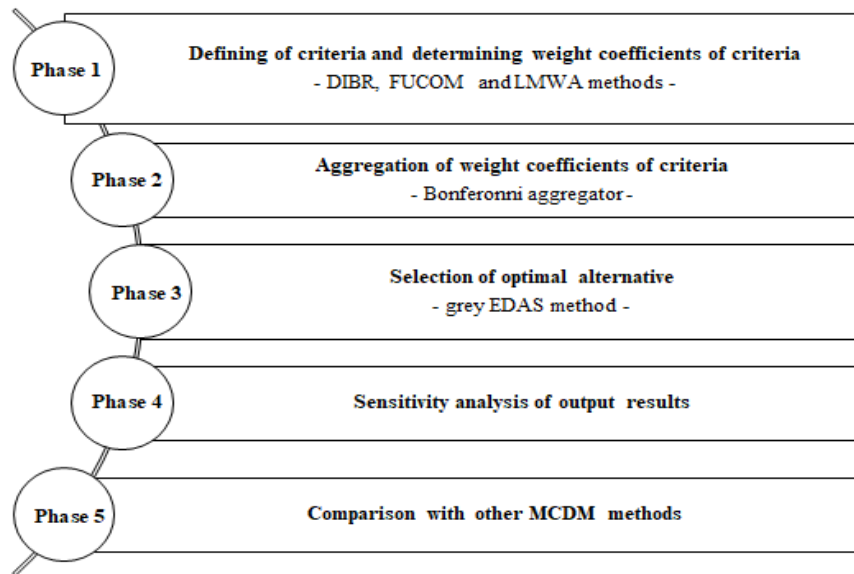 Phase 1
Defining of criteria and determining weight coefficients of criteria
- DIBR, FUCOM and LMWA methods -
Phase 2
Aggregation of weight coefficients of criteria
- Bonferonni aggregator -
Phase 3
Selection of optimal alternative
- grey EDAS method -
Phase 4
Sensitivity analysis of output results
Phase 5
Comparison with other MCDM methods